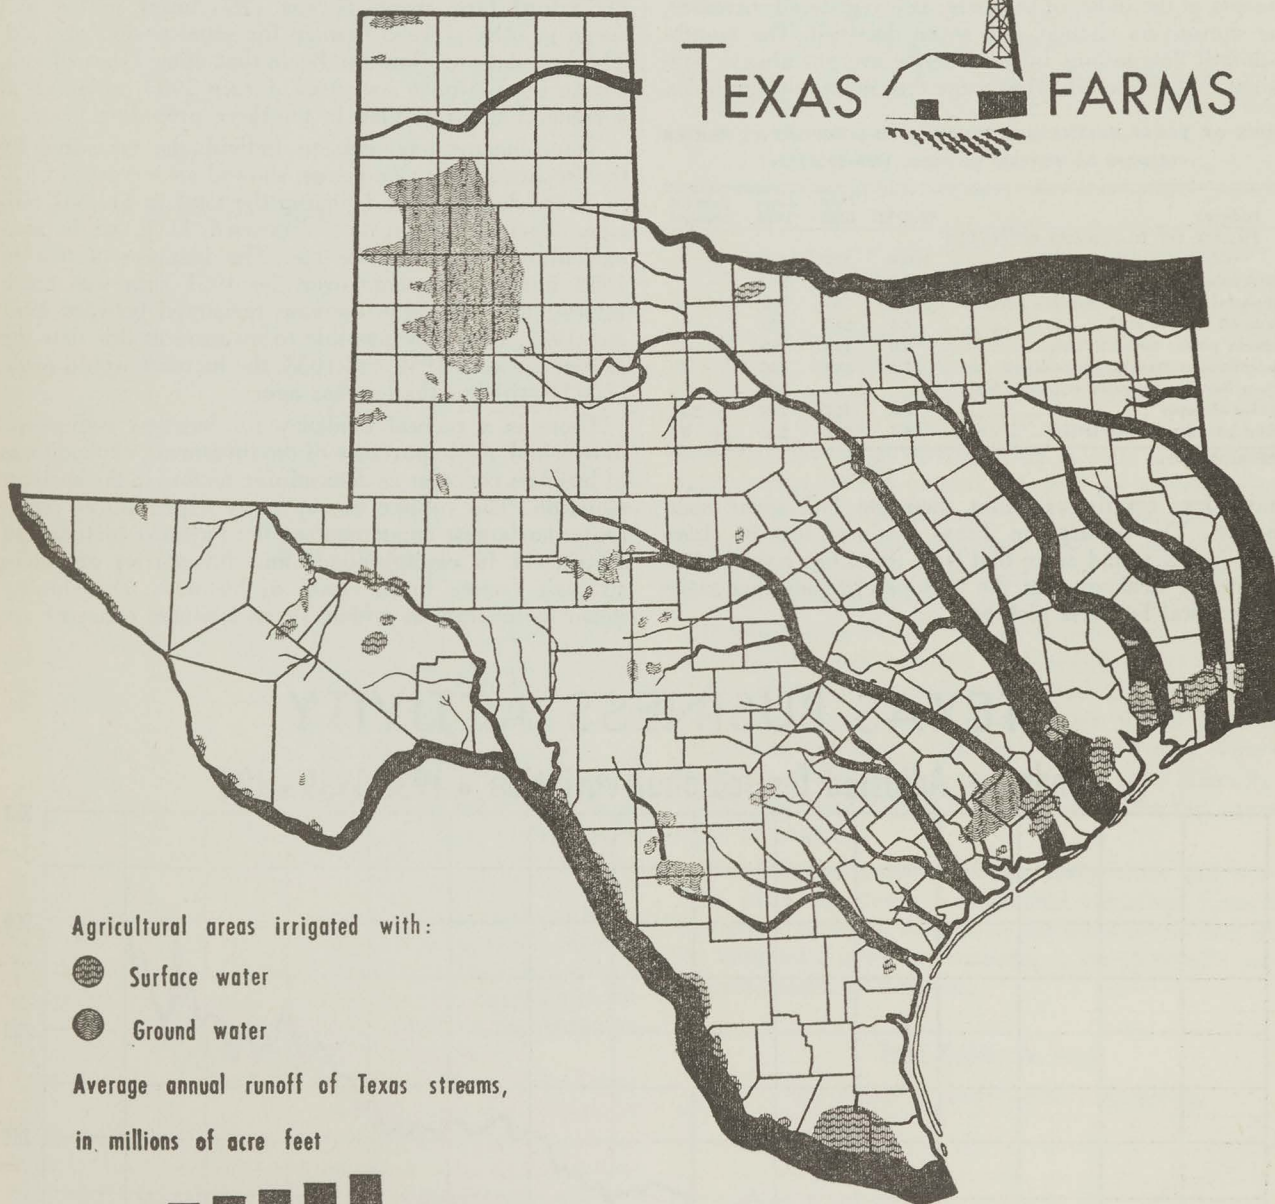 TEXAS FARMS
Agricultural areas irrigated with:
Surface water
Ground water
Average annual runoff of Texas streams,
in millions of acre feet